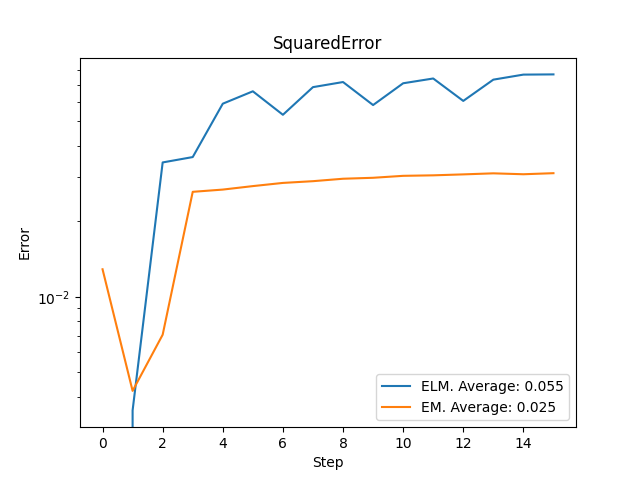 SquaredError
Error
10⁻²
0 2 4 6 8 10 12 14
Step
ELM. Average: 0.055
EM. Average: 0.025